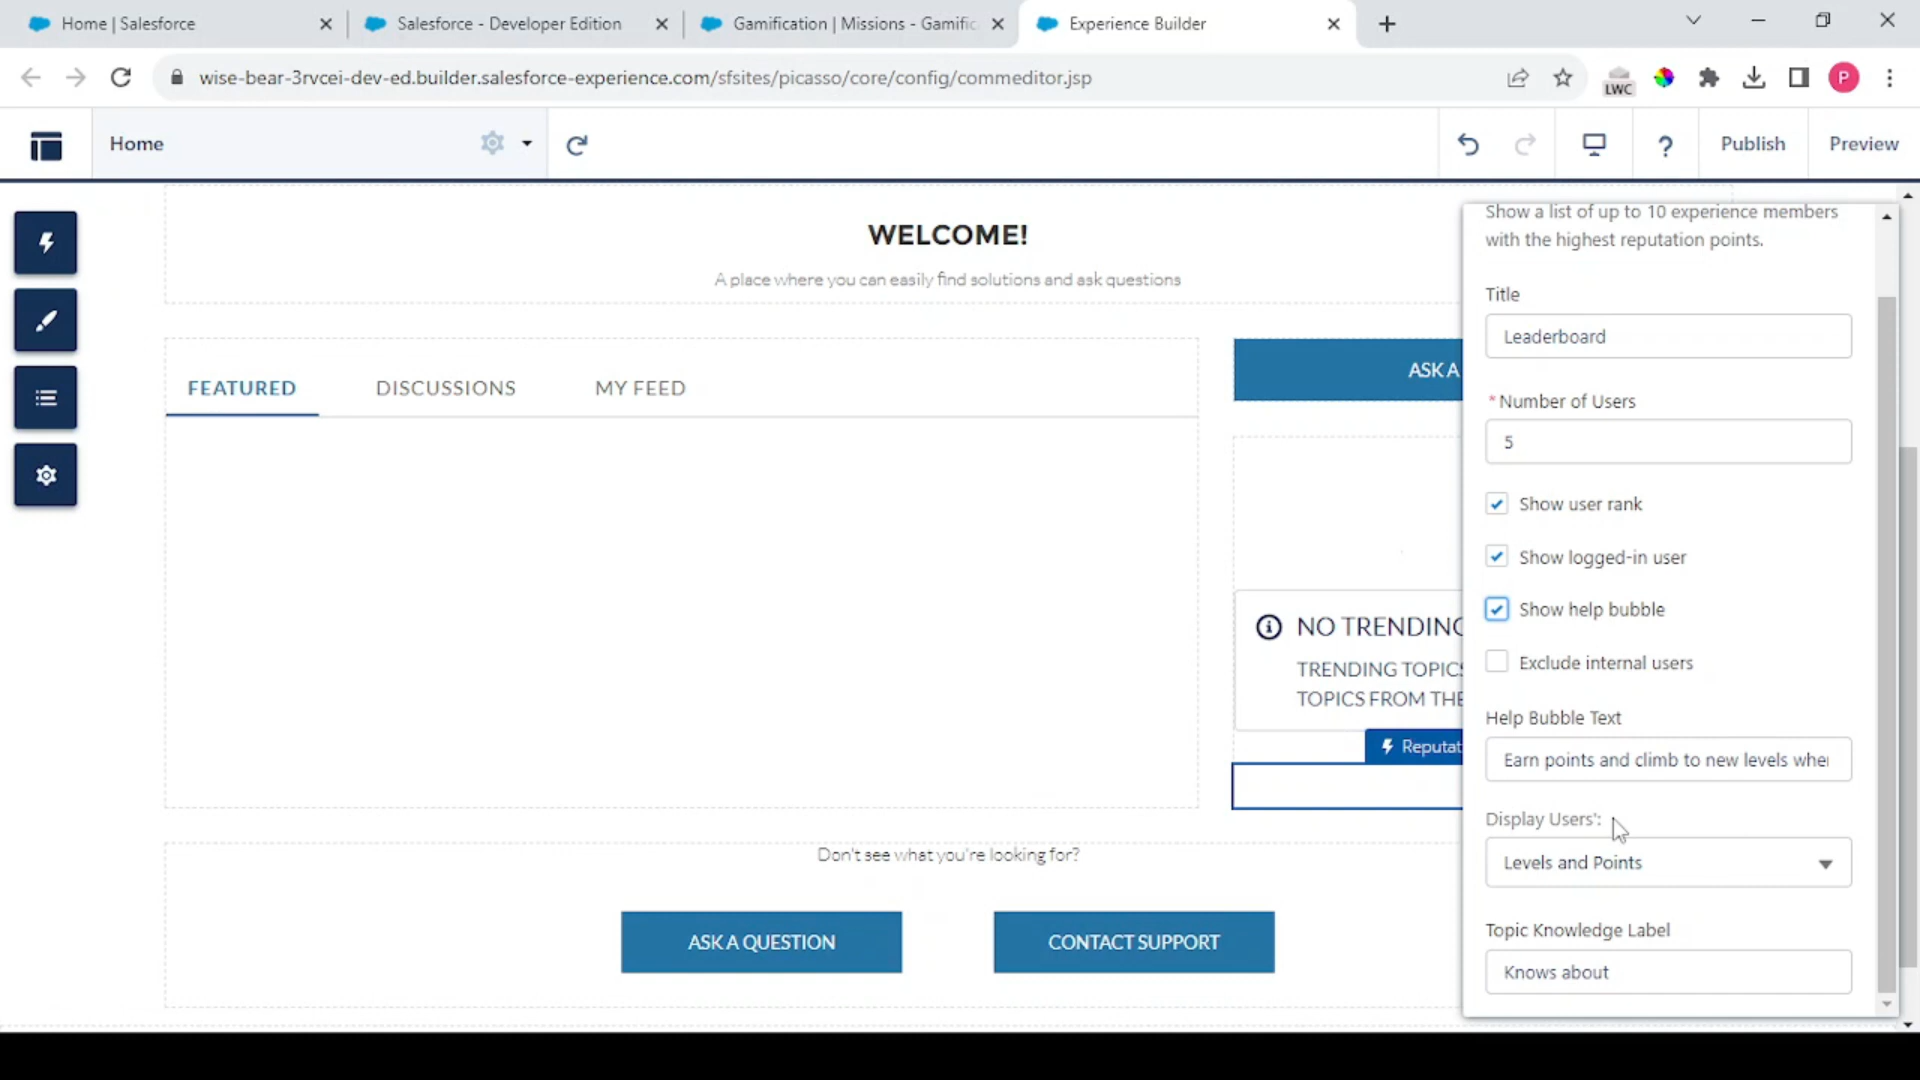 Home | Salesforce
Salesforce - Developer Edition
Gamification | Missions - Gamific
Experience Builder
wise-bear-3rvcei-dev-ed.builder.salesforce-experience.com/sfsites/picasso/core/config/commeditor.jsp
LWC
P
Home
?
Publish
Preview
WELCOME!
A place where you can easily find solutions and ask questions
FEATURED
DISCUSSIONS
MY FEED
ASK A
NO TRENDING
TRENDING TOPICS
TOPICS FROM THE
Reputat
Don't see what you're looking for?
ASK A QUESTION
CONTACT SUPPORT
Show a list of up to 10 experience members
with the highest reputation points.
Title
Leaderboard
* Number of Users
5
Show user rank
Show logged-in user
Show help bubble
Exclude internal users
Help Bubble Text
Earn points and climb to new levels when
Display Users':
Levels and Points
Topic Knowledge Label
Knows about